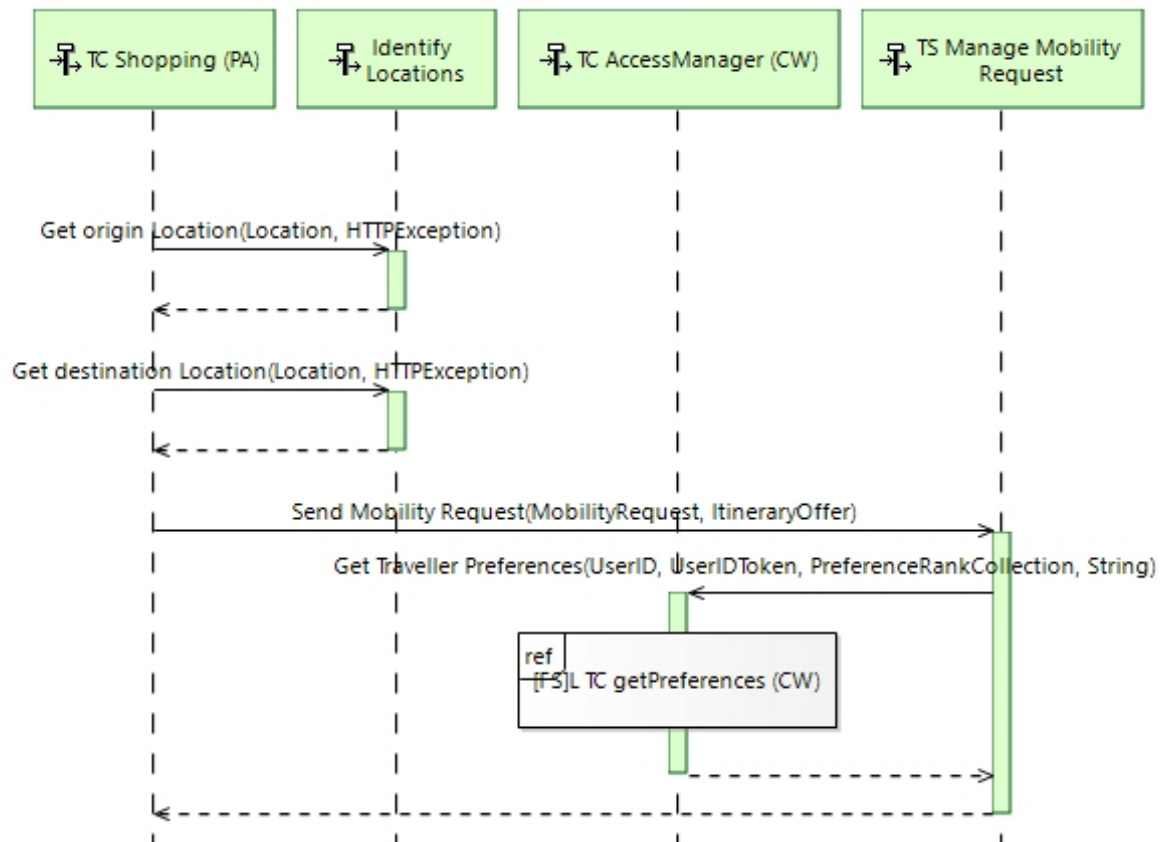 TC Shopping (PA)
Identify
Locations
TC AccessManager (CW)
TS Manage Mobility
Request
Get origin Location(Location, HTTPException)
Get destination Location(Location, HTTPException)
Send Mobility Request(MobilityRequest, ItineraryOffer)
Get Traveller Preferences(UserID, UserIDToken, PreferenceRankCollection, String)
ref
[FS]L TC getPreferences (CW)